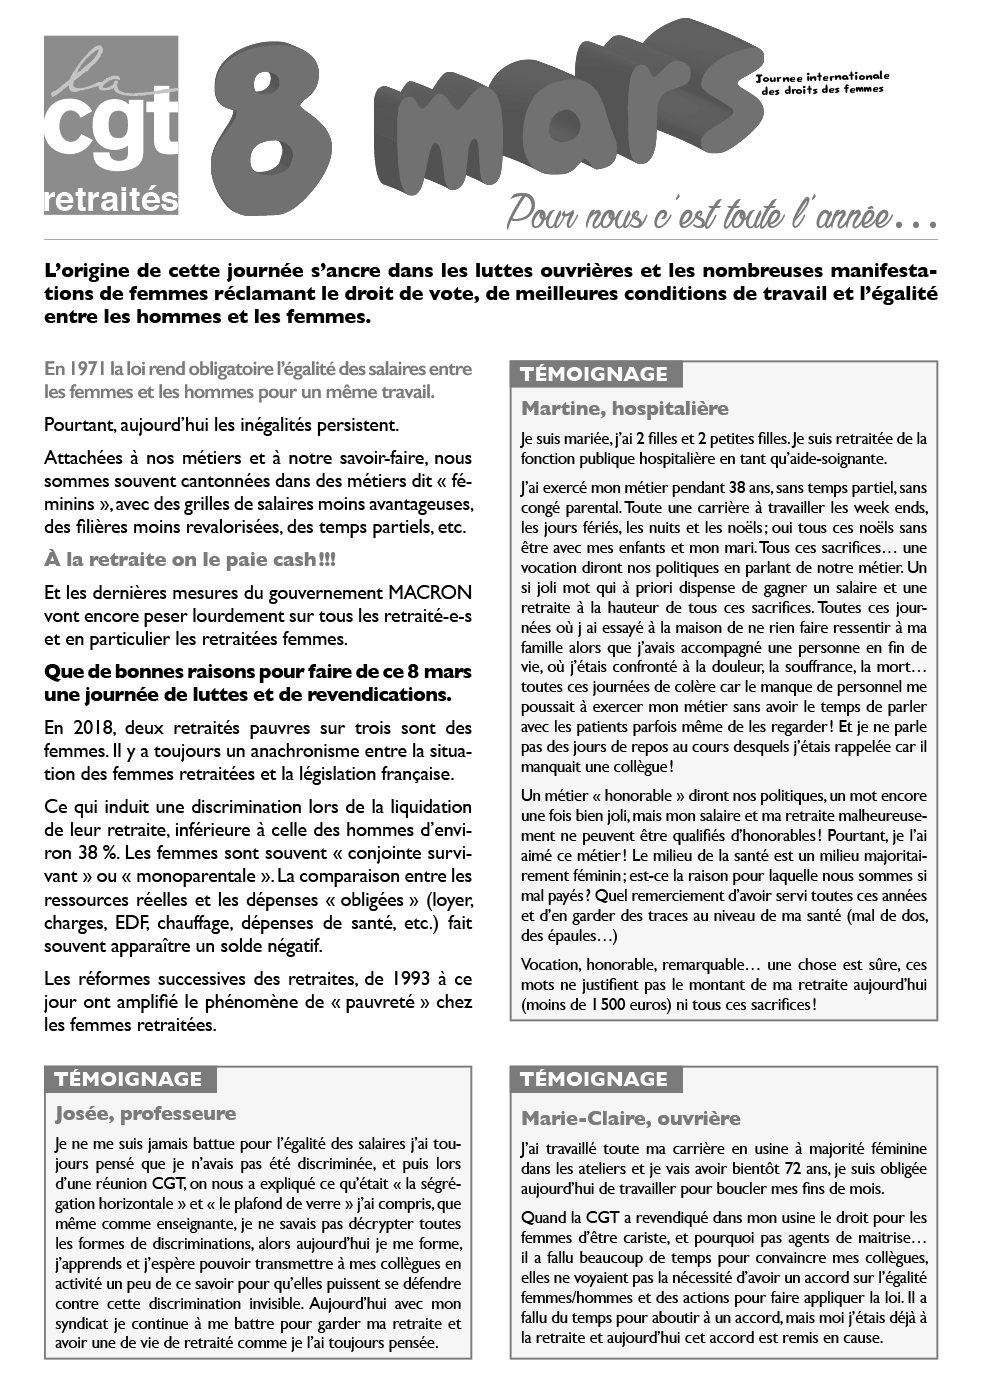 la
cgt
retraités
8 mars
Journee internationale
des droits des femmes
Pour nous c'est toute l'année...
L'origine de cette journée s'ancre dans les luttes ouvrières et les nombreuses manifesta-
tions de femmes réclamant le droit de vote, de meilleures conditions de travail et l'égalité
entre les hommes et les femmes.
En 1971 la loi rend obligatoire l'égalité des salaires entre
les femmes et les hommes pour un même travail.
Pourtant, aujourd'hui les inégalités persistent.
Attachées à nos métiers et à notre savoir-faire, nous
sommes souvent cantonnées dans des métiers dit « fé-
minins », avec des grilles de salaires moins avantageuses,
des filières moins revalorisées, des temps partiels, etc.
À la retraite on le paie cash !!!
Et les dernières mesures du gouvernement MACRON
vont encore peser lourdement sur tous les retraité-e-s
et en particulier les retraitées femmes.
Que de bonnes raisons pour faire de ce 8 mars
une journée de luttes et de revendications.
En 2018, deux retraités pauvres sur trois sont des
femmes. Il y a toujours un anachronisme entre la situa-
tion des femmes retraitées et la législation française.
Ce qui induit une discrimination lors de la liquidation
de leur retraite, inférieure à celle des hommes d'envi-
ron 38 %. Les femmes sont souvent « conjointe survi-
vant » ou « monoparentale ». La comparaison entre les
ressources réelles et les dépenses « obligées » (loyer,
charges, EDF, chauffage, dépenses de santé, etc.) fait
souvent apparaître un solde négatif.
Les réformes successives des retraites, de 1993 à ce
jour ont amplifié le phénomène de « pauvreté » chez
les femmes retraitées.
TÉMOIGNAGE
Martine, hospitalière
Je suis mariée, j'ai 2 filles et 2 petites filles. Je suis retraitée de la
fonction publique hospitalière en tant qu'aide-soignante.
J'ai exercé mon métier pendant 38 ans, sans temps partiel, sans
congé parental. Toute une carrière à travailler les week ends,
les jours fériés, les nuits et les noëls ; oui tous ces noëls sans
être avec mes enfants et mon mari. Tous ces sacrifices… une
vocation diront nos politiques en parlant de notre métier. Un
si joli mot qui à priori dispense de gagner un salaire et une
retraite à la hauteur de tous ces sacrifices. Toutes ces jour-
nées où j ai essayé à la maison de ne rien faire ressentir à ma
famille alors que j'avais accompagné une personne en fin de
vie, où j'étais confronté à la douleur, la souffrance, la mort…
toutes ces journées de colère car le manque de personnel me
poussait à exercer mon métier sans avoir le temps de parler
avec les patients parfois même de les regarder ! Et je ne parle
pas des jours de repos au cours desquels j'étais rappelée car il
manquait une collègue !
Un métier « honorable » diront nos politiques, un mot encore
une fois bien joli, mais mon salaire et ma retraite malheureuse-
ment ne peuvent être qualifiés d'honorables ! Pourtant, je l'ai
aimé ce métier ! Le milieu de la santé est un milieu majoritai-
rement féminin ; est-ce la raison pour laquelle nous sommes si
mal payés ? Quel remerciement d'avoir servi toutes ces années
et d'en garder des traces au niveau de ma santé (mal de dos,
des épaules…)
Vocation, honorable, remarquable… une chose est sûre, ces
mots ne justifient pas le montant de ma retraite aujourd'hui
(moins de 1 500 euros) ni tous ces sacrifices !
TÉMOIGNAGE
Josée, professeure
Je ne me suis jamais battue pour l'égalité des salaires j'ai tou-
jours pensé que je n'avais pas été discriminée, et puis lors
d'une réunion CGT, on nous a expliqué ce qu'était « la ségré-
gation horizontale » et « le plafond de verre » j'ai compris, que
même comme enseignante, je ne savais pas décrypter toutes
les formes de discriminations, alors aujourd'hui je me forme,
j'apprends et j'espère pouvoir transmettre à mes collègues en
activité un peu de ce savoir pour qu'elles puissent se défendre
contre cette discrimination invisible. Aujourd'hui avec mon
syndicat je continue à me battre pour garder ma retraite et
avoir une de vie de retraité comme je l'ai toujours pensée.
TÉMOIGNAGE
Marie-Claire, ouvrière
J'ai travaillé toute ma carrière en usine à majorité féminine
dans les ateliers et je vais avoir bientôt 72 ans, je suis obligée
aujourd'hui de travailler pour boucler mes fins de mois.
Quand la CGT a revendiqué dans mon usine le droit pour les
femmes d'être cariste, et pourquoi pas agents de maitrise…
il a fallu beaucoup de temps pour convaincre mes collègues,
elles ne voyaient pas la nécessité d'avoir un accord sur l'égalité
femmes/hommes et des actions pour faire appliquer la loi. Il a
fallu du temps pour aboutir à un accord, mais moi j'étais déjà à
la retraite et aujourd'hui cet accord est remis en cause.